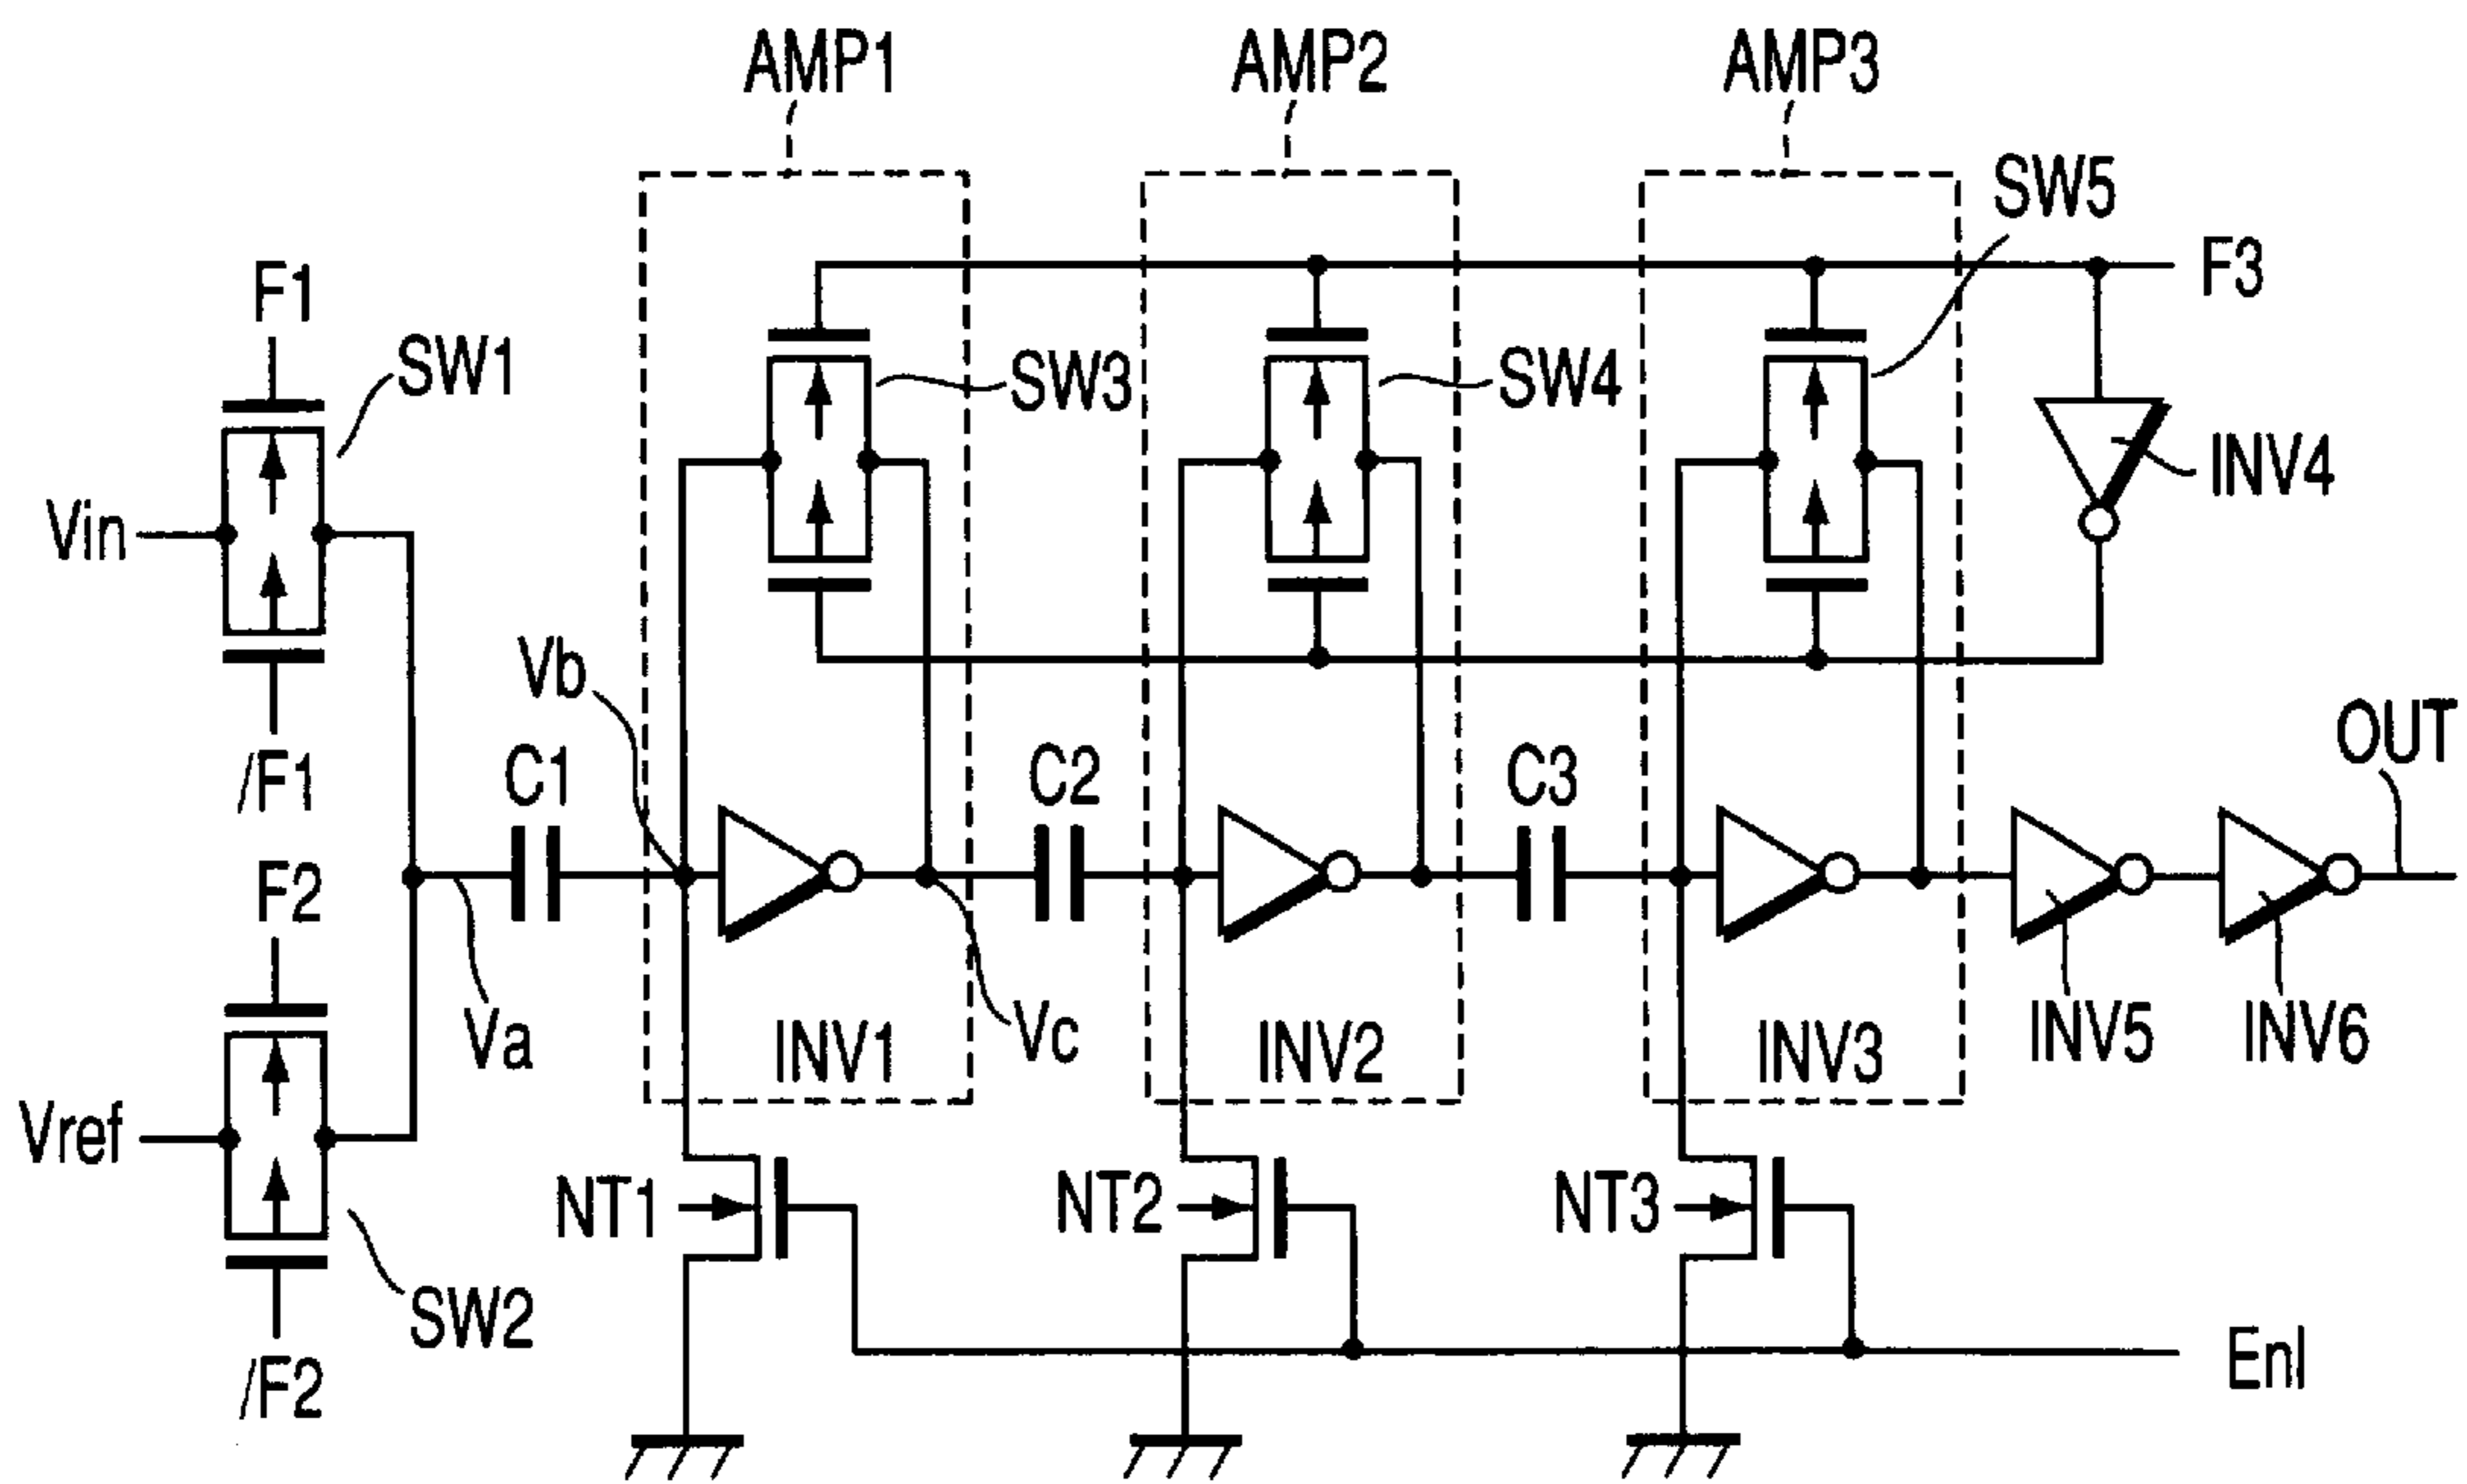 AMP1 AMP2 AMP3
SW5
F1
F3
SW1
SW3
SW4
INV4
Vin
Vb
/F1
C1
C2
C3
OUT
F2
Va
INV1
Vc
INV2
INV3
INV5
INV6
Vref
NT1
NT2
NT3
SW2
/F2
Enl